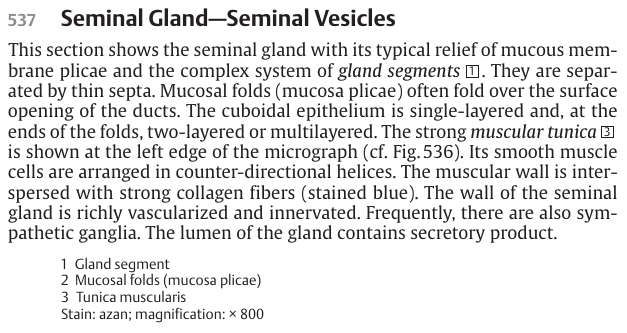 537 Seminal Gland—Seminal Vesicles
This section shows the seminal gland with its typical relief of mucous mem-
brane plicae and the complex system of gland segments 1. They are separ-
ated by thin septa. Mucosal folds (mucosa plicae) often fold over the surface
opening of the ducts. The cuboidal epithelium is single-layered and, at the
ends of the folds, two-layered or multilayered. The strong muscular tunica 3
is shown at the left edge of the micrograph (cf. Fig. 536). Its smooth muscle
cells are arranged in counter-directional helices. The muscular wall is inter-
spersed with strong collagen fibers (stained blue). The wall of the seminal
gland is richly vascularized and innervated. Frequently, there are also sym-
pathetic ganglia. The lumen of the gland contains secretory product.
1 Gland segment
2 Mucosal folds (mucosa plicae)
3 Tunica muscularis
Stain: azan; magnification: × 800